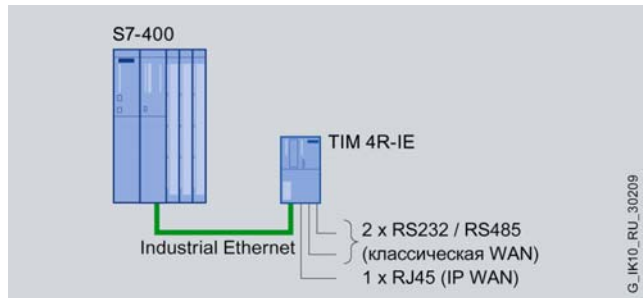 S7-400
TIM 4R-IE
Industrial Ethernet
2 x RS232 / RS485
(классическая WAN)
1 x RJ45 (IP WAN)
G_IK10_RU_30209